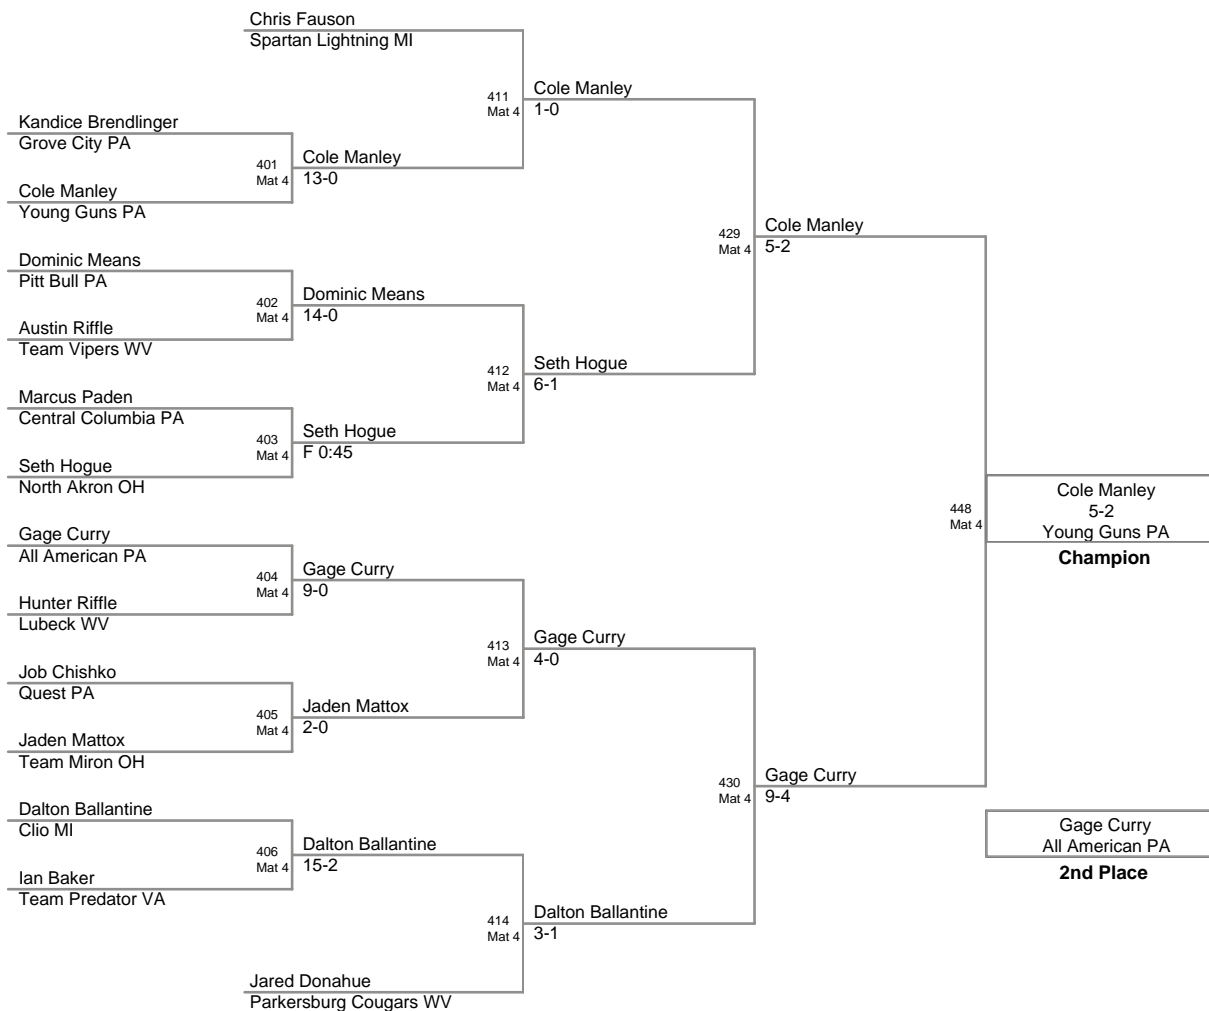 Chris Fauson
Spartan Lightning MI
411
Mat 4
Cole Manley
1-0
Kandice Brendlinger
Grove City PA
401
Mat 4
Cole Manley
13-0
Cole Manley
Young Guns PA
429
Mat 4
Cole Manley
5-2
Dominic Means
Pitt Bull PA
402
Mat 4
Dominic Means
14-0
Austin Riffle
Team Vipers WV
412
Mat 4
Seth Hogue
6-1
Marcus Paden
Central Columbia PA
403
Mat 4
Seth Hogue
F 0:45
Seth Hogue
North Akron OH
448
Mat 4
Cole Manley
5-2
Young Guns PA
Champion
Gage Curry
All American PA
404
Mat 4
Gage Curry
9-0
Hunter Riffle
Lubeck WV
413
Mat 4
Gage Curry
4-0
Job Chishko
Quest PA
405
Mat 4
Jaden Mattox
2-0
Jaden Mattox
Team Miron OH
430
Mat 4
Gage Curry
9-4
Dalton Ballantine
Clio MI
406
Mat 4
Dalton Ballantine
15-2
Ian Baker
Team Predator VA
Gage Curry
All American PA
2nd Place
414
Mat 4
Dalton Ballantine
3-1
Jared Donahue
Parkersburg Cougars WV